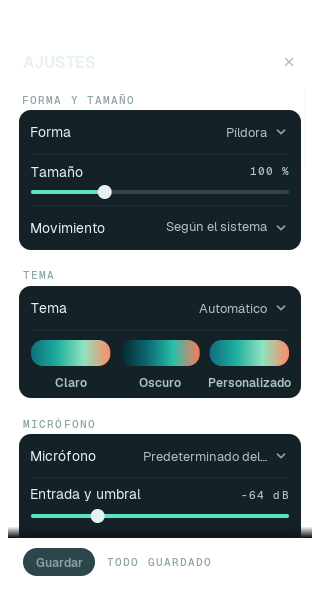 AJUSTES
FORMA Y TAMAÑO
Forma Píldora
Tamaño 100 %
Movimiento Según el sistema
TEMA
Tema Automático
Claro Oscuro Personalizado
MICRÓFONO
Micrófono Predeterminado del…
Entrada y umbral -64 dB
Guardar TODO GUARDADO